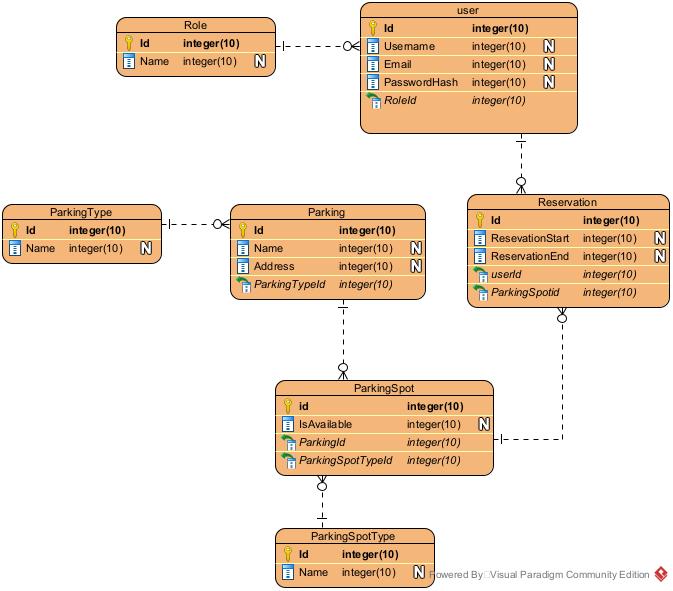 Role
Id integer(10)
Name integer(10) N
user
Id integer(10)
Username integer(10) N
Email integer(10) N
PasswordHash integer(10) N
RoleId integer(10)
ParkingType
Id integer(10)
Name integer(10) N
Parking
Id integer(10)
Name integer(10) N
Address integer(10) N
ParkingTypeId integer(10)
Reservation
Id integer(10)
ResevationStart integer(10) N
ReservationEnd integer(10) N
userId integer(10)
ParkingSpotid integer(10)
ParkingSpot
id integer(10)
IsAvailable integer(10) N
ParkingId integer(10)
ParkingSpotTypeId integer(10)
ParkingSpotType
Id integer(10)
Name integer(10) N
Powered By Visual Paradigm Community Edition